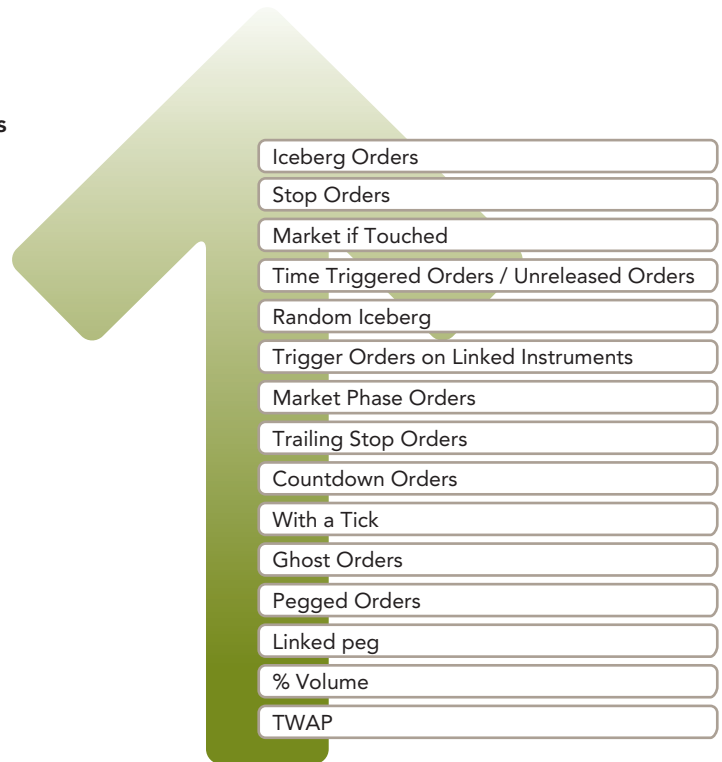 Iceberg Orders
Stop Orders
Market if Touched
Time Triggered Orders / Unreleased Orders
Random Iceberg
Trigger Orders on Linked Instruments
Market Phase Orders
Trailing Stop Orders
Countdown Orders
With a Tick
Ghost Orders
Pegged Orders
Linked peg
% Volume
TWAP